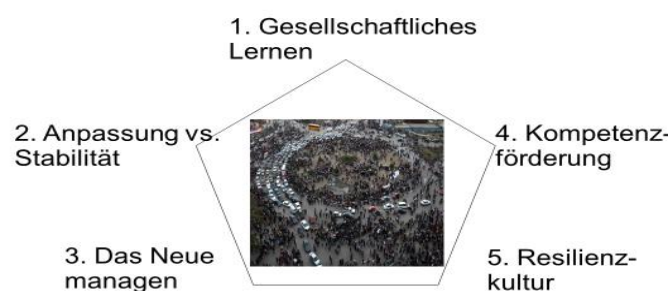 1. Gesellschaftliches
Lernen
2. Anpassung vs.
Stabilität
3. Das Neue
managen
4. Kompetenz-
förderung
5. Resilienz-
kultur